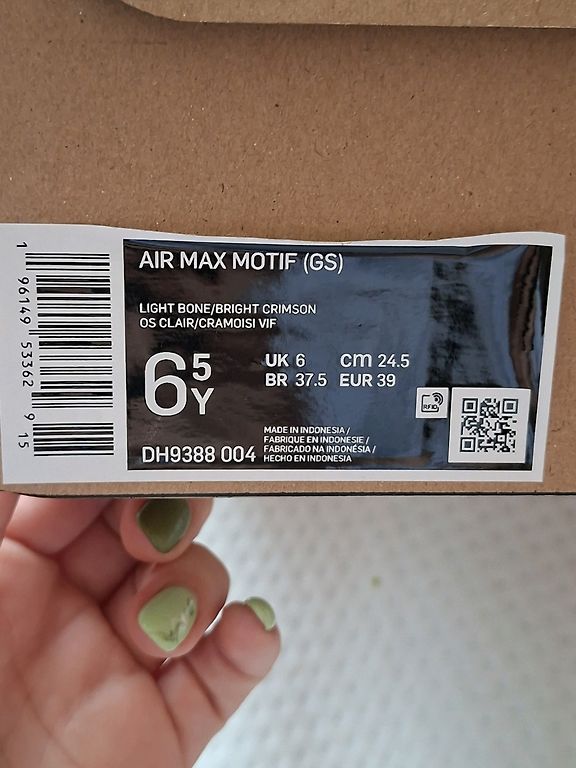 AIR MAX MOTIF (GS)
LIGHT BONE/BRIGHT CRIMSON
OS CLAIR/CRAMOISI VIF
6 5 Y
UK 6 cm 24.5
BR 37.5 EUR 39
RFID
DH9388 004
MADE IN INDONESIA /
FABRIQUE EN INDONESIE /
FABRICADO NA INDONÉSIA /
HECHO EN INDONESIA
1 96149 53362 9 15